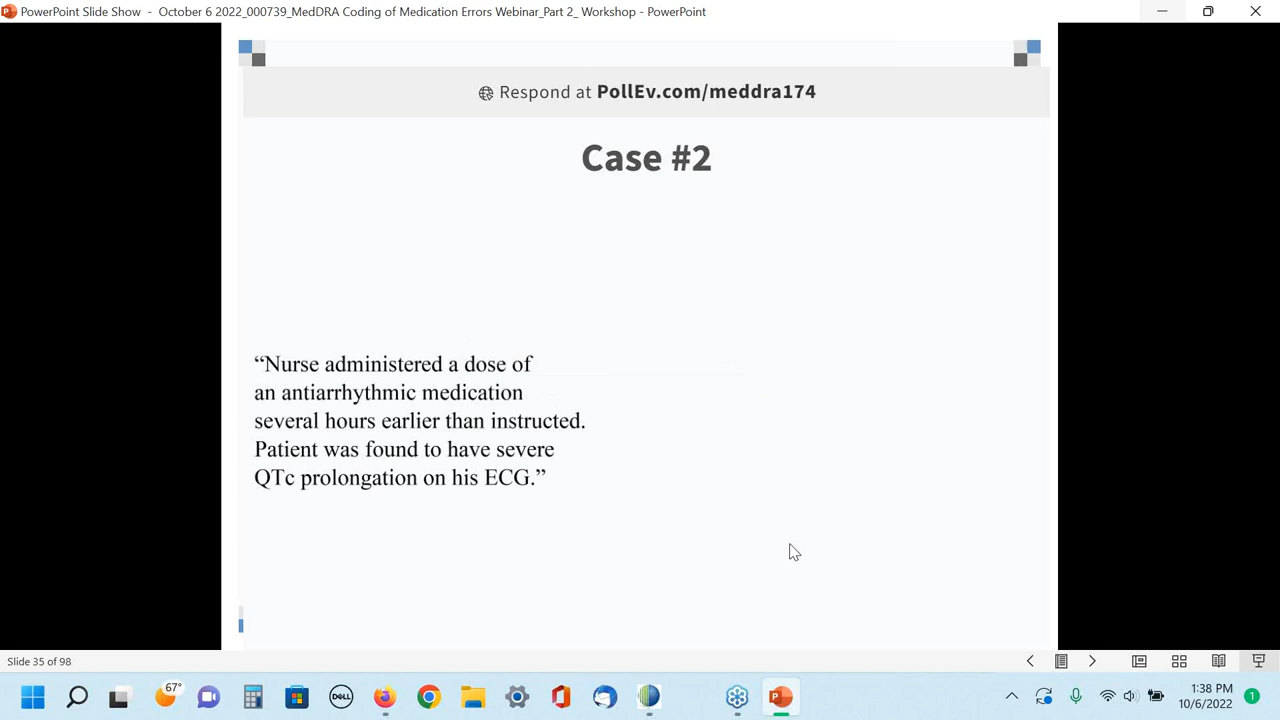 PowerPoint Slide Show - October 6 2022_000739_MedDRA Coding of Medication Errors Webinar_Part 2_ Workshop - PowerPoint
Respond at PollEv.com/meddra174
Case #2
“Nurse administered a dose of
an antiarrhythmic medication
several hours earlier than instructed.
Patient was found to have severe
QTc prolongation on his ECG.”
Slide 35 of 98
67°
DELL
1:38 PM
10/6/2022
1